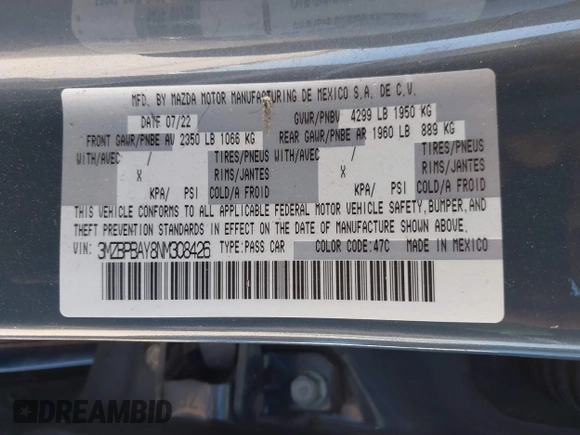 MFD. BY MAZDA MOTOR MANUFACTURING DE MEXICO S.A. DE C.V.
DATE 07/22 GVWR/PNBV 4299 LB 1950 KG
FRONT GAWR/PNBE AV 2350 LB 1066 KG REAR GAWR/PNBE AR 1960 LB 889 KG
WITH/AVEC / TIRES/PNEUS WITH/AVEC / TIRES/PNEUS
X RIMS/JANTES X RIMS/JANTES
KPA/ PSI COLD/A FROID KPA/ PSI COLD/A FROID
THIS VEHICLE CONFORMS TO ALL APPLICABLE FEDERAL MOTOR VEHICLE SAFETY, BUMPER, AND
THEFT PREVENTION STANDARDS IN EFFECT ON THE DATE OF MANUFACTURE SHOWN ABOVE.
VIN: 3MZBPBAY8NM308426 TYPE:PASS CAR COLOR CODE:47C MADE IN MEXICO
DREAMBID